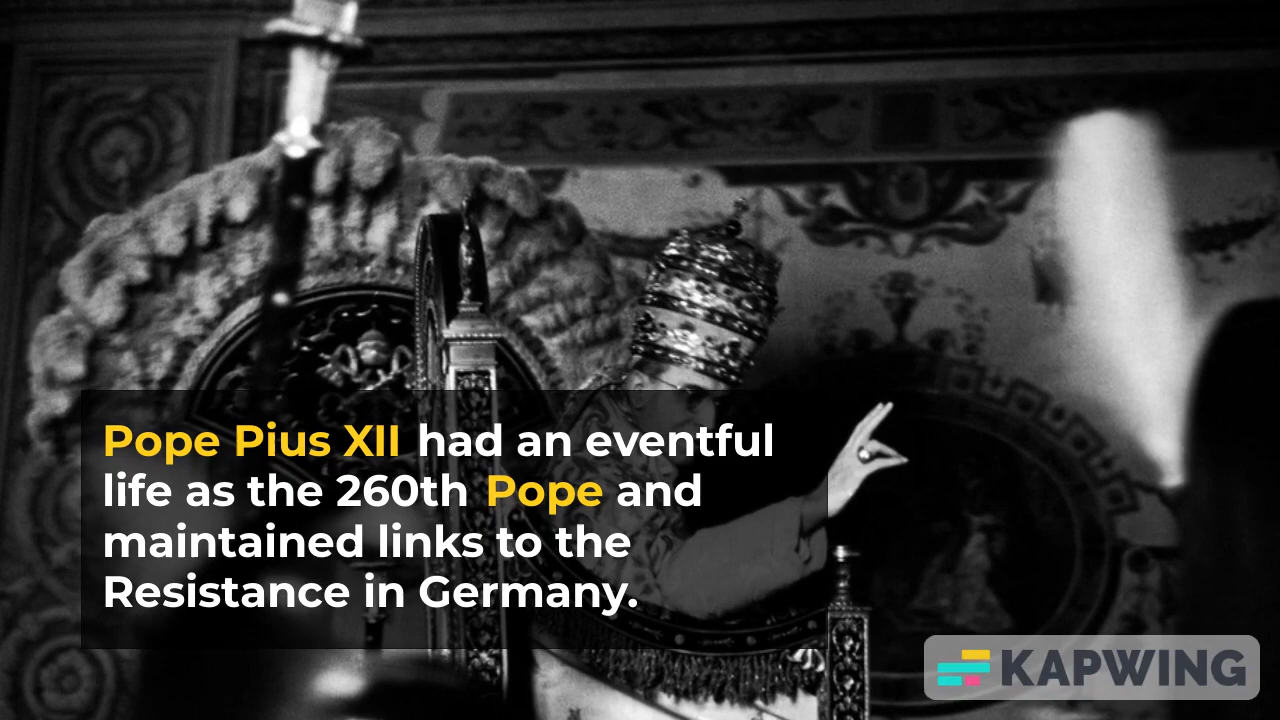 Pope Pius XII had an eventful
life as the 260th Pope and
maintained links to the
Resistance in Germany.
KAPWING